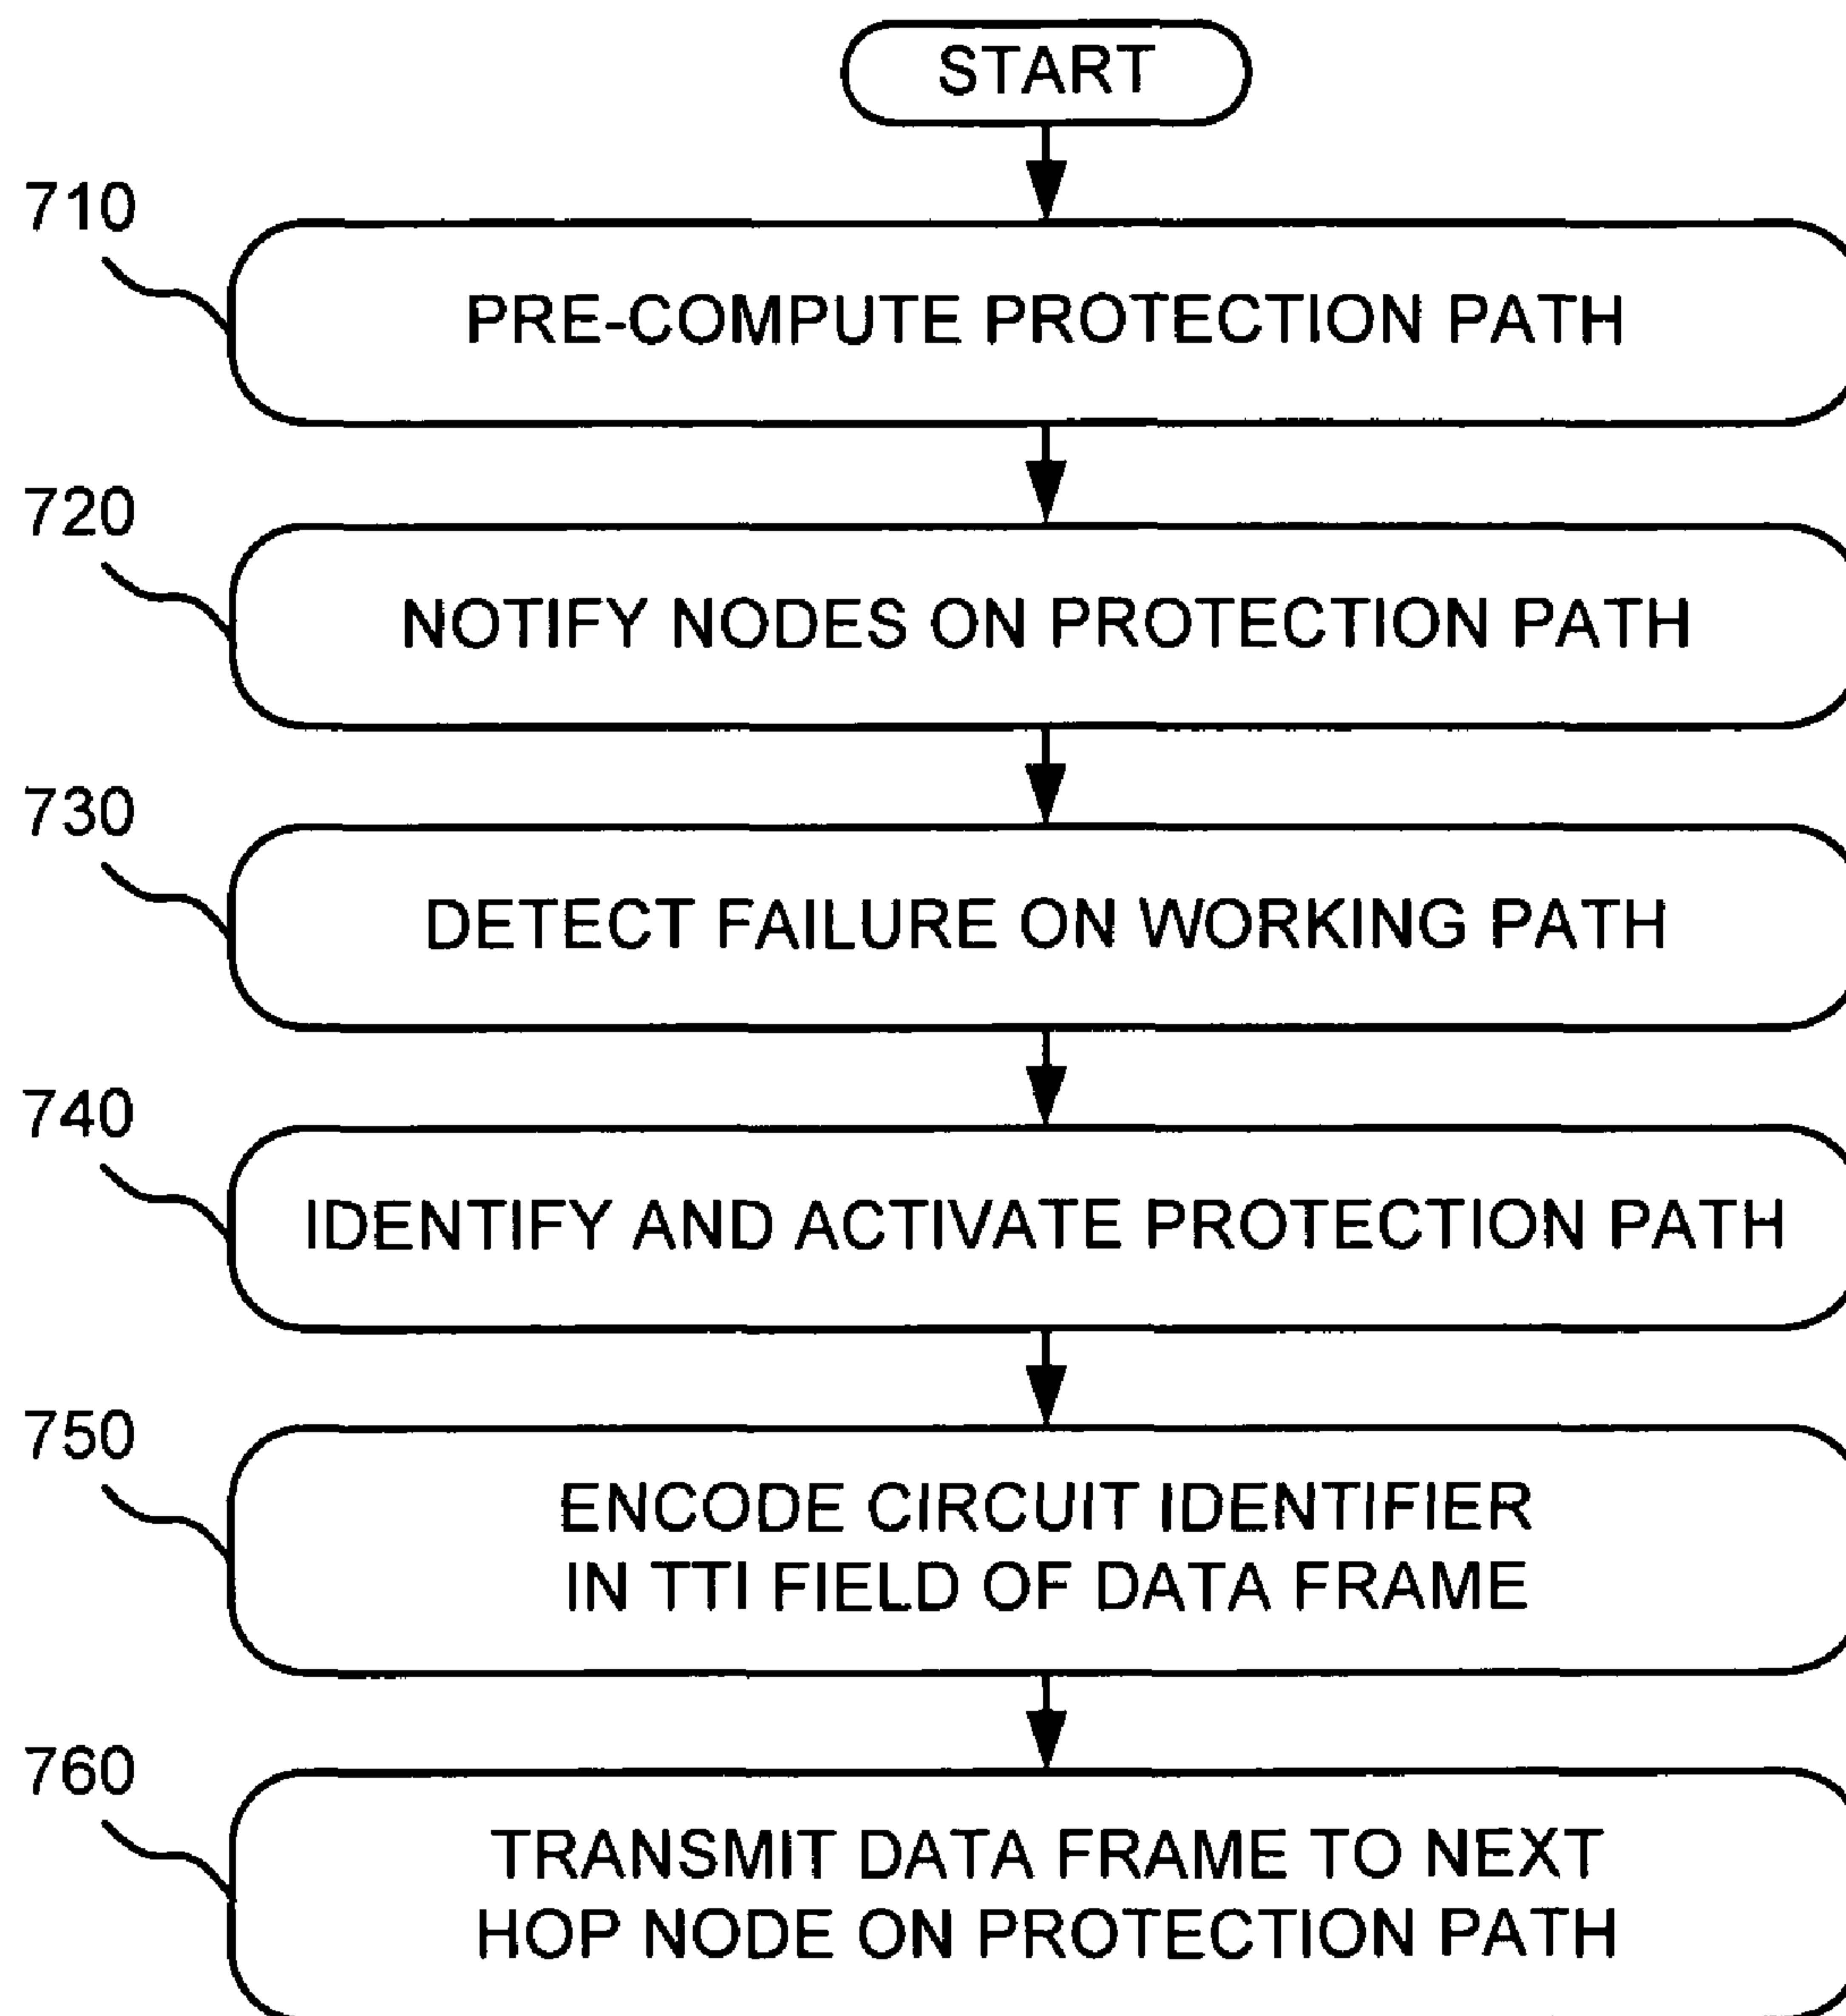 START
710
PRE-COMPUTE PROTECTION PATH
720
NOTIFY NODES ON PROTECTION PATH
730
DETECT FAILURE ON WORKING PATH
740
IDENTIFY AND ACTIVATE PROTECTION PATH
750
ENCODE CIRCUIT IDENTIFIER
IN TTI FIELD OF DATA FRAME
760
TRANSMIT DATA FRAME TO NEXT
HOP NODE ON PROTECTION PATH